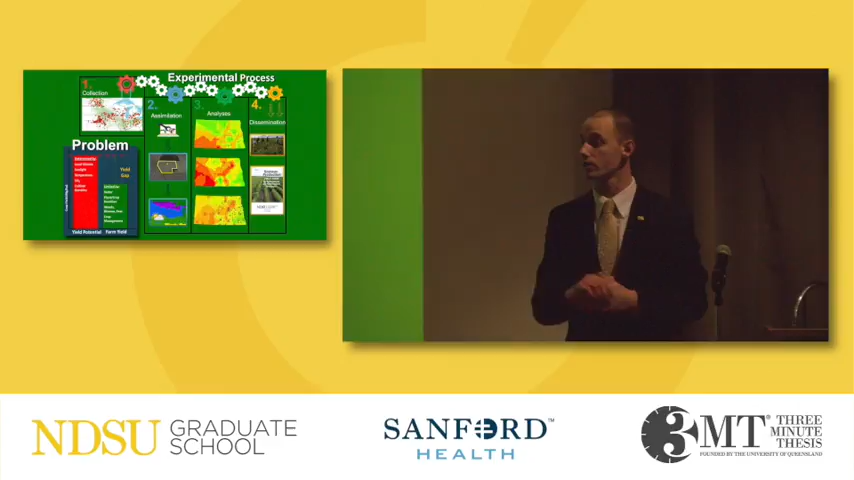 Experimental Process
1.
Collection
2.
Assimilation
3.
Analyses
4.
Dissemination
Problem
Yield
Gap
Yield Potential
Farm Yield
NDSU GRADUATE
SCHOOL
SANFORD™
HEALTH
3MT® THREE
MINUTE
THESIS
FOUNDED BY THE UNIVERSITY OF QUEENSLAND